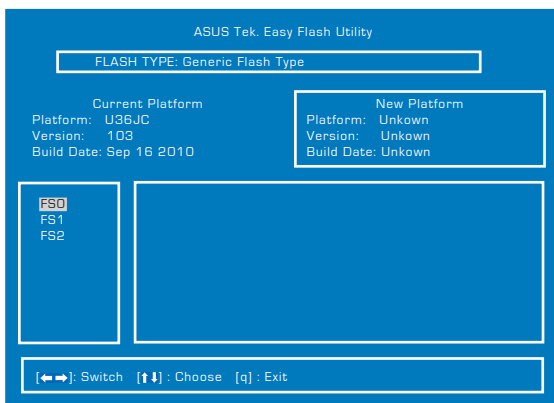 ASUS Tek. Easy Flash Utility
FLASH TYPE: Generic Flash Type
Current Platform
Platform: U36JC
Version: 103
Build Date: Sep 16 2010
New Platform
Platform: Unkown
Version: Unkown
Build Date: Unkown
FS0
FS1
FS2
[←→]: Switch [↑↓] : Choose [q] : Exit